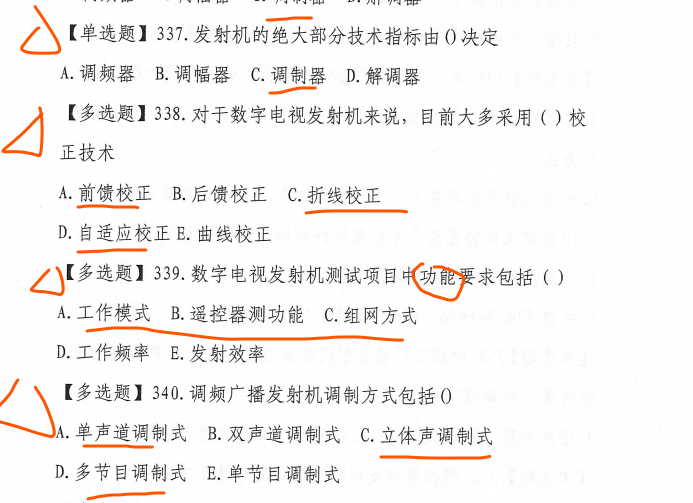 【单选题】337.发射机的绝大部分技术指标由()决定
A.调频器 B.调幅器 C.调制器 D.解调器
【多选题】338.对于数字电视发射机来说，目前大多采用（）校
正技术
A.前馈校正 B.后馈校正 C.折线校正
D.自适应校正 E.曲线校正
【多选题】339.数字电视发射机测试项目中功能要求包括（）
A.工作模式 B.遥控器测功能 C.组网方式
D.工作频率 E.发射效率
【多选题】340.调频广播发射机调制方式包括()
A.单声道调制式 B.双声道调制式 C.立体声调制式
D.多节目调制式 E.单节目调制式